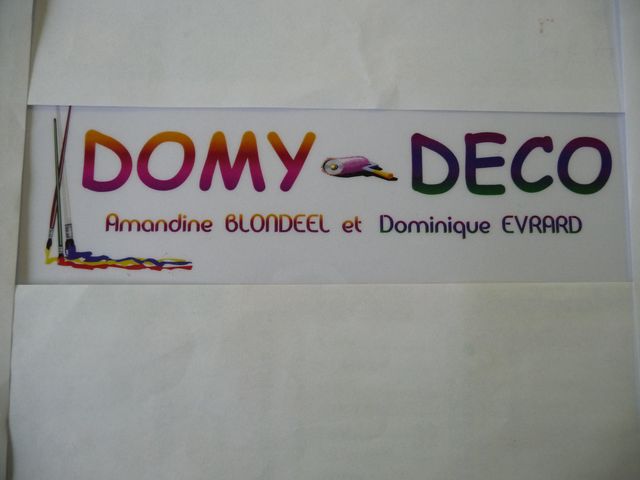 DOMY DECO
Amandine BLONDEEL et Dominique EVRARD